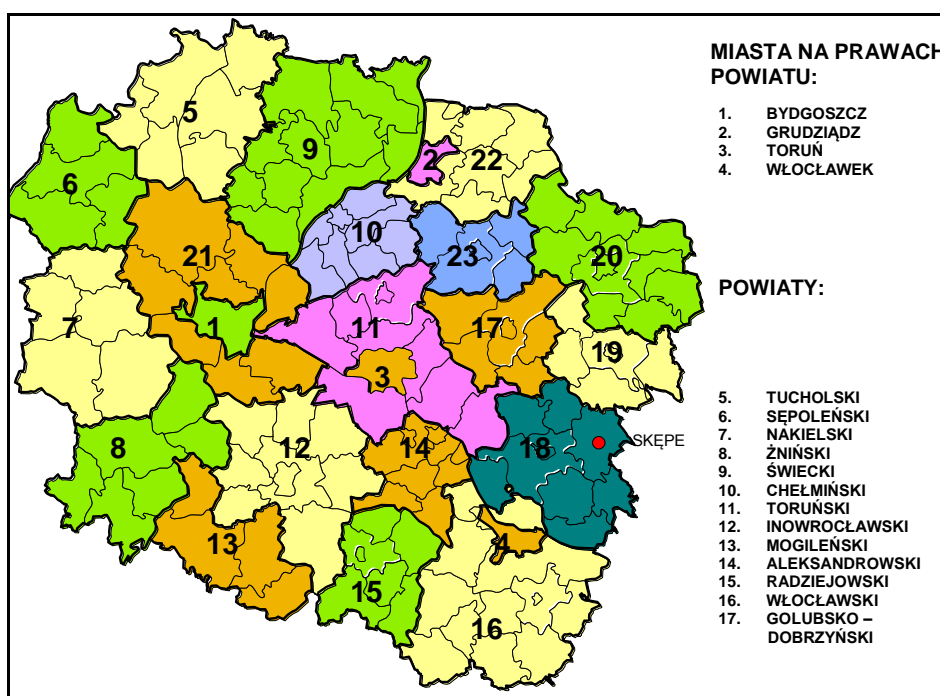 MIASTA NA PRAWACH
POWIATU:
1. BYDGOSZCZ
2. GRUDZIĄDZ
3. TORUŃ
4. WŁOCŁAWEK
POWIATY:
5. TUCHOLSKI
6. SĘPOLEŃSKI
7. NAKIELSKI
8. ŻNIŃSKI
9. ŚWIECKI
10. CHEŁMIŃSKI
11. TORUŃSKI
12. INOWROCŁAWSKI
13. MOGILEŃSKI
14. ALEKSANDROWSKI
15. RADZIEJOWSKI
16. WŁOCŁAWSKI
17. GOLUBSKO –
DOBRZYŃSKI
5
9
2
22
6
10
20
21
23
7
1
11
17
19
3
8
12
14
18
SKĘPE
13
4
15
16